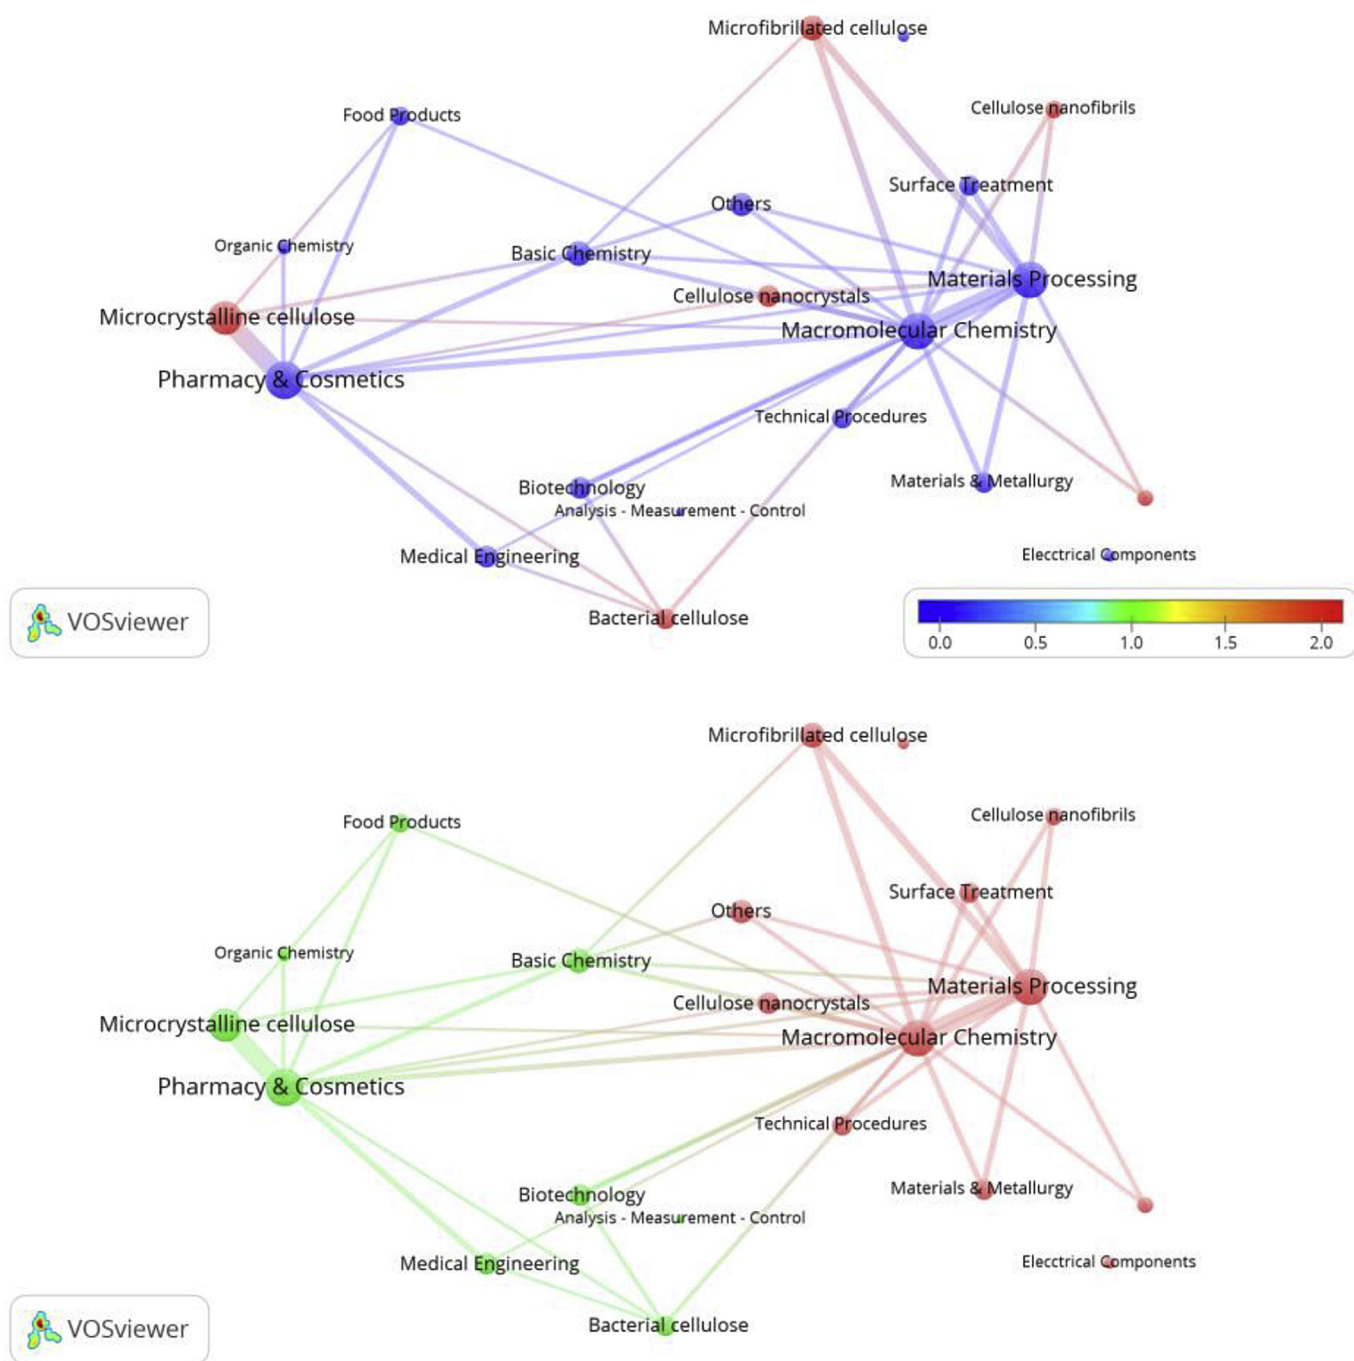 Microfibrillated cellulose
Food Products
Cellulose nanofibrils
Surface Treatment
Others
Organic Chemistry
Basic Chemistry
Materials Processing
Cellulose nanocrystals
Microcrystalline cellulose
Macromolecular Chemistry
Pharmacy & Cosmetics
Technical Procedures
Materials & Metallurgy
Biotechnology
Analysis - Measurement - Control
Medical Engineering
Elecctrical Components
Bacterial cellulose
VOSviewer
0.0 0.5 1.0 1.5 2.0
Microfibrillated cellulose
Food Products
Cellulose nanofibrils
Surface Treatment
Others
Organic Chemistry
Basic Chemistry
Materials Processing
Cellulose nanocrystals
Microcrystalline cellulose
Macromolecular Chemistry
Pharmacy & Cosmetics
Technical Procedures
Materials & Metallurgy
Biotechnology
Analysis - Measurement - Control
Medical Engineering
Elecctrical Components
Bacterial cellulose
VOSviewer